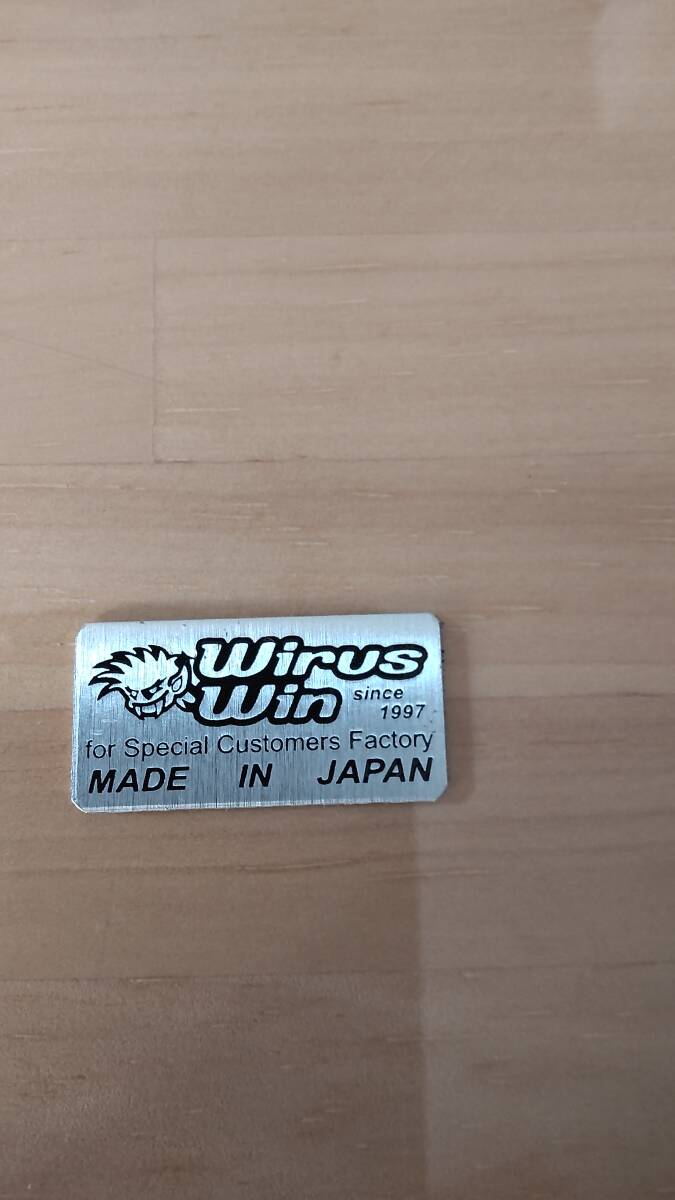 Wirus
Win since
1997
for Special Customers Factory
MADE IN JAPAN